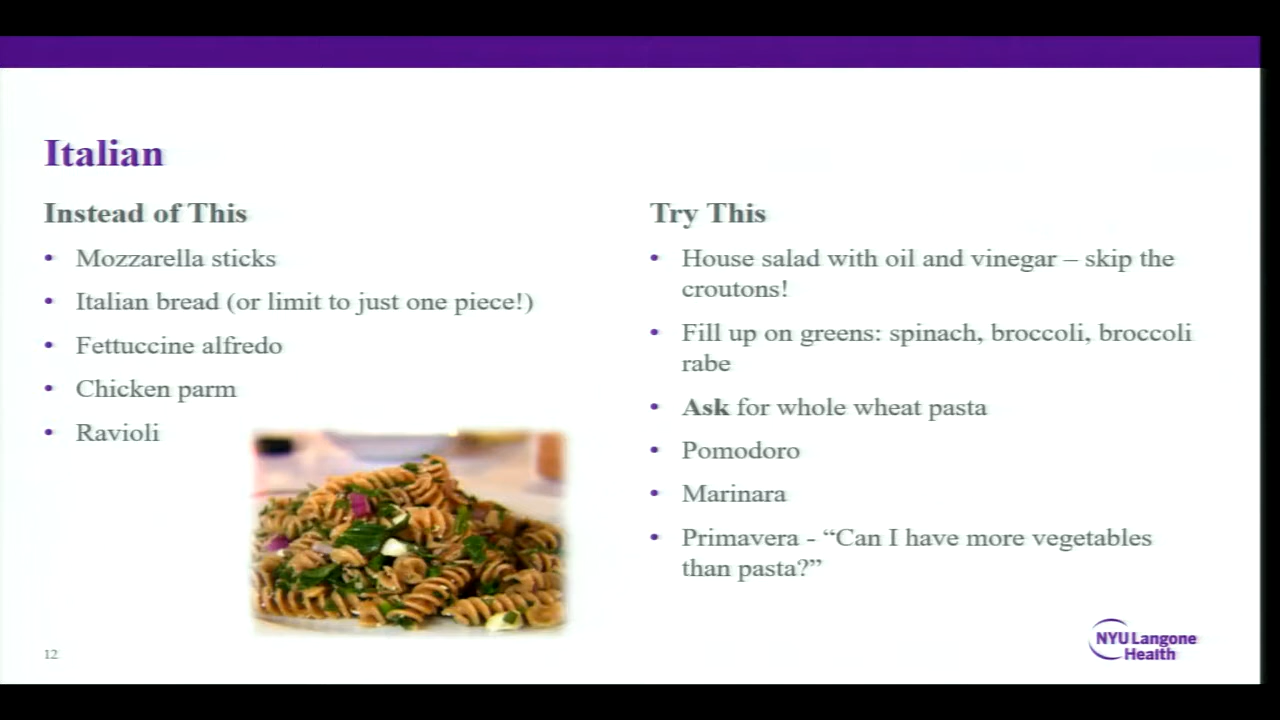 Italian
Instead of This
• Mozzarella sticks
• Italian bread (or limit to just one piece!)
• Fettuccine alfredo
• Chicken parm
• Ravioli
Try This
• House salad with oil and vinegar – skip the
croutons!
• Fill up on greens: spinach, broccoli, broccoli
rabe
• Ask for whole wheat pasta
• Pomodoro
• Marinara
• Primavera - “Can I have more vegetables
than pasta?”
12
NYU Langone
Health